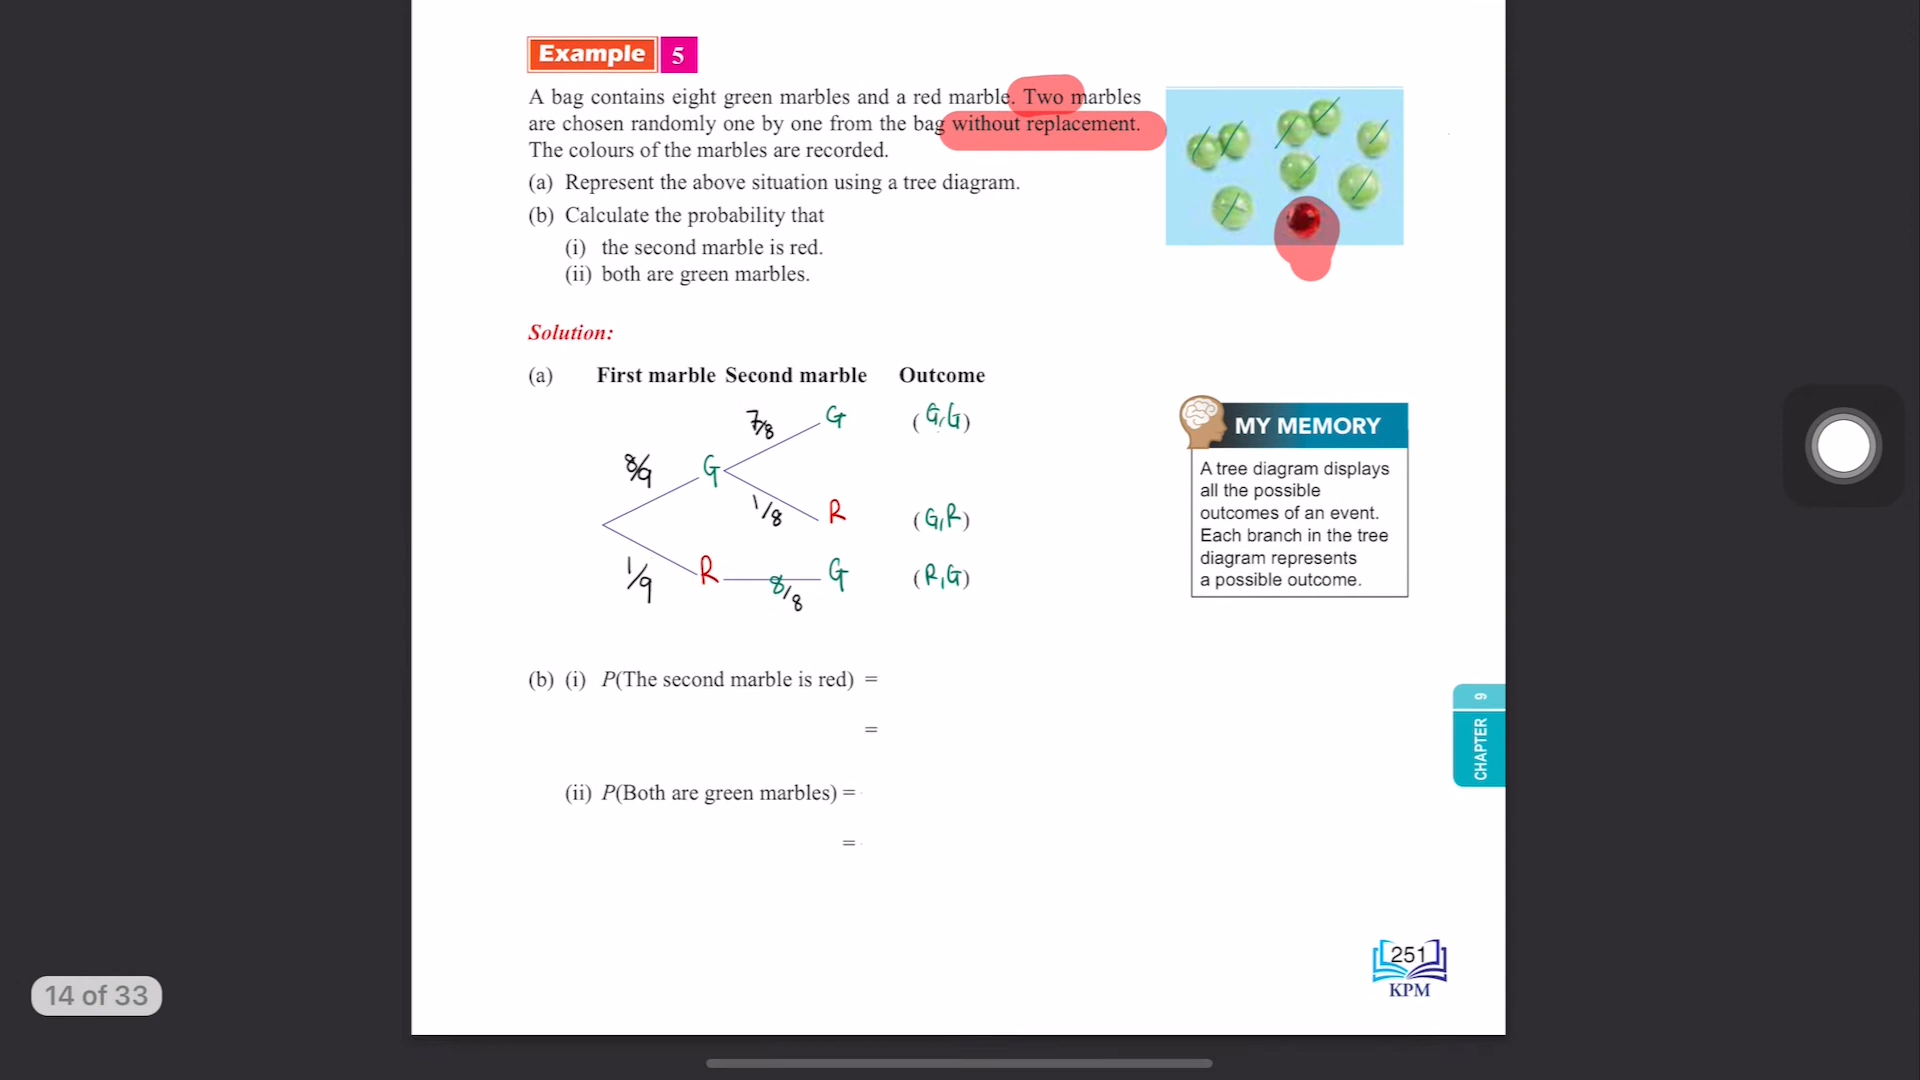 Example 5
A bag contains eight green marbles and a red marble. Two marbles
are chosen randomly one by one from the bag without replacement.
The colours of the marbles are recorded.
(a) Represent the above situation using a tree diagram.
(b) Calculate the probability that
(i) the second marble is red.
(ii) both are green marbles.
Solution:
(a) First marble Second marble Outcome
7/8 G (G,G)
8/9 G
1/8 R (G,R)
1/9 R 8/8 G (R,G)
MY MEMORY
A tree diagram displays
all the possible
outcomes of an event.
Each branch in the tree
diagram represents
a possible outcome.
(b) (i) P(The second marble is red) =
=
(ii) P(Both are green marbles) =
=
CHAPTER 9
251
KPM
14 of 33